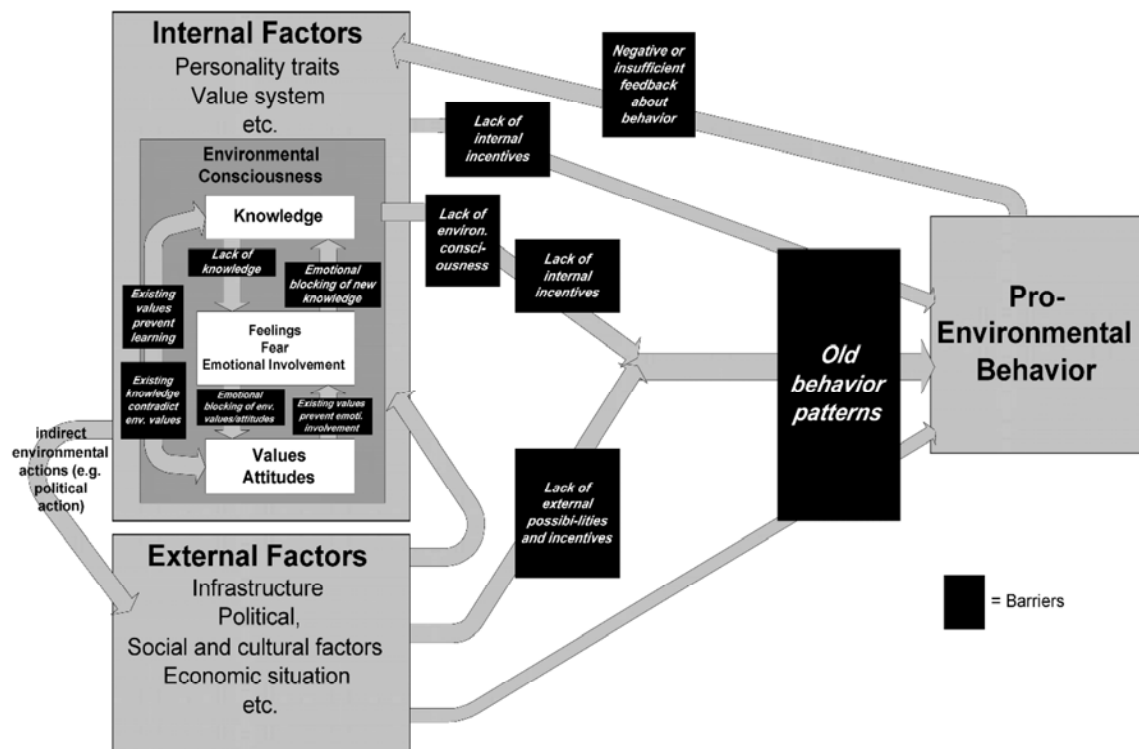 Internal Factors
Personality traits
Value system
etc.
Environmental
Consciousness
Knowledge
Lack of
knowledge
Emotional
blocking of new
knowledge
Existing
values
prevent
learning
Feelings
Fear
Emotional Involvement
Existing
knowledge
contradict
env. values
Emotional
blocking of env.
values/attitudes
Existing values
prevent emoti.
involvement
Values
Attitudes
indirect
environmental
actions (e.g.
political
action)
External Factors
Infrastructure
Political,
Social and cultural factors
Economic situation
etc.
Negative or
insufficient
feedback
about
behavior
Lack of
internal
incentives
Lack of
environ.
consci-
ousness
Lack of
internal
incentives
Lack of
external
possibi-lities
and incentives
Old
behavior
patterns
Pro-
Environmental
Behavior
= Barriers